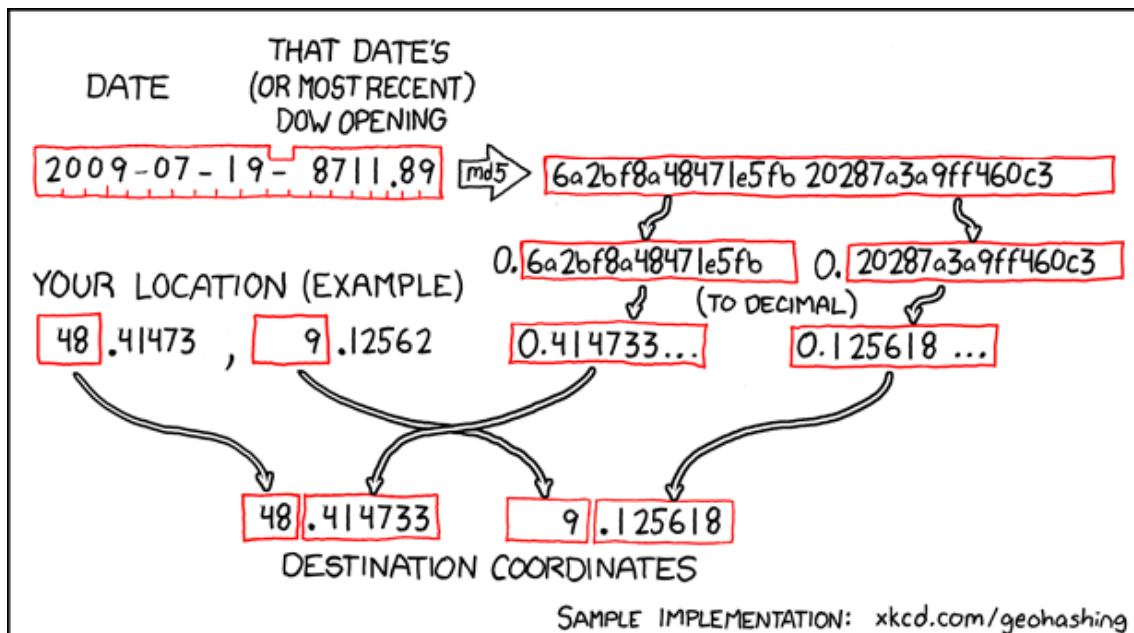 DATE
THAT DATE'S
(OR MOST RECENT)
DOW OPENING
2009-07-19- 8711.89
md5
6a2bf8a48471e5fb 20287a3a9ff460c3
0.6a2bf8a48471e5fb
0.20287a3a9ff460c3
YOUR LOCATION (EXAMPLE)
(TO DECIMAL)
48.41473, 9.12562
0.414733...
0.125618 ...
48.414733
9.125618
DESTINATION COORDINATES
SAMPLE IMPLEMENTATION: xkcd.com/geohashing